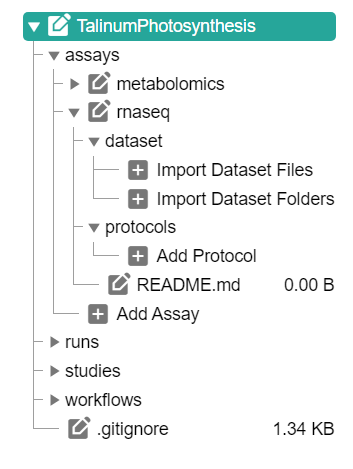 TalinumPhotosynthesis
assays
metabolomics
rnaseq
dataset
Import Dataset Files
Import Dataset Folders
protocols
Add Protocol
README.md 0.00 B
Add Assay
runs
studies
workflows
.gitignore 1.34 KB